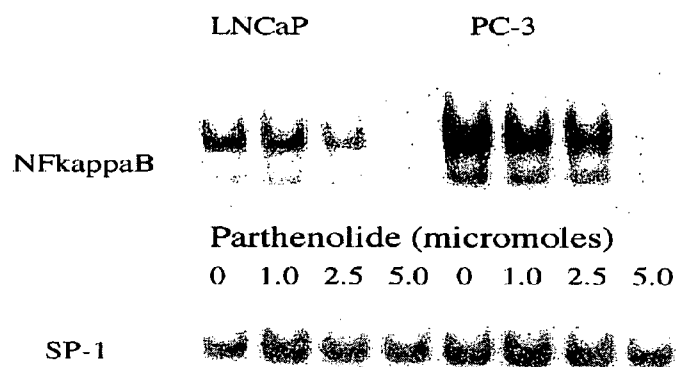 LNCaP PC-3
NFkappaB
Parthenolide (micromoles)
0 1.0 2.5 5.0 0 1.0 2.5 5.0
SP-1